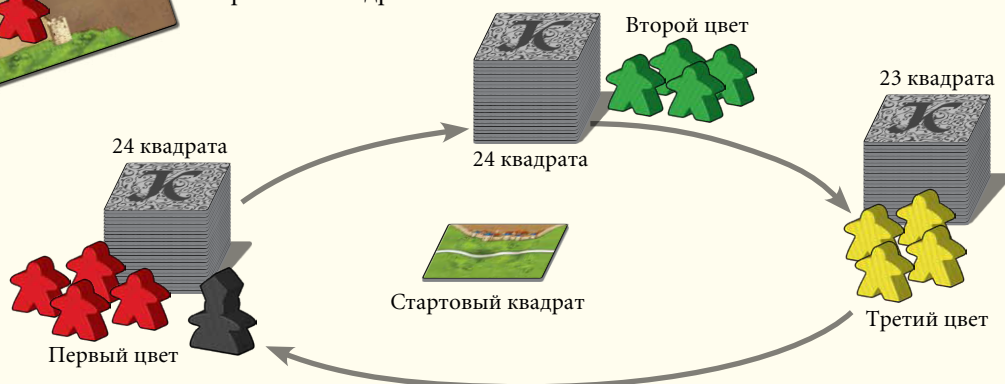 Второй цвет
23 квадрата
24 квадрата
24 квадрата
Стартовый квадрат
Третий цвет
Первый цвет